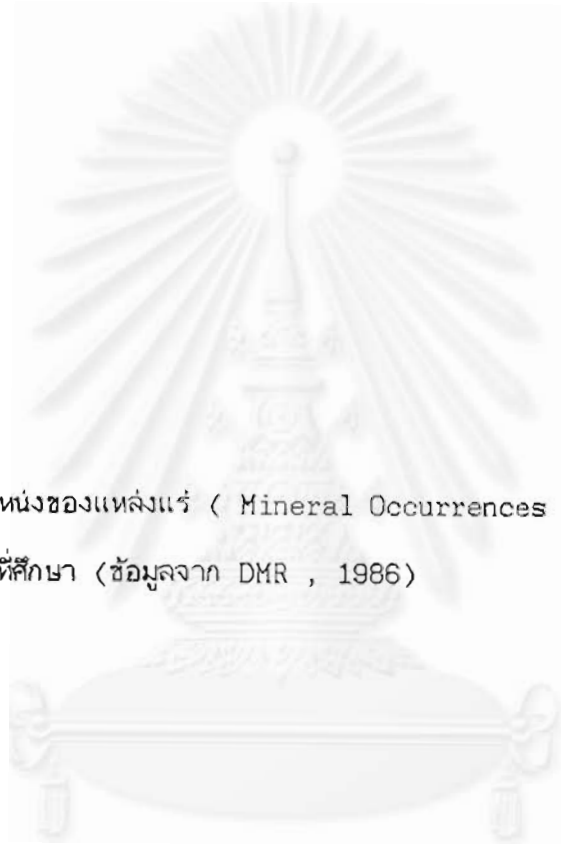 หน่งของแหล่งแร่ ( Mineral Occurrences
ที่ศึกษา (ข้อมูลจาก DMR , 1986)